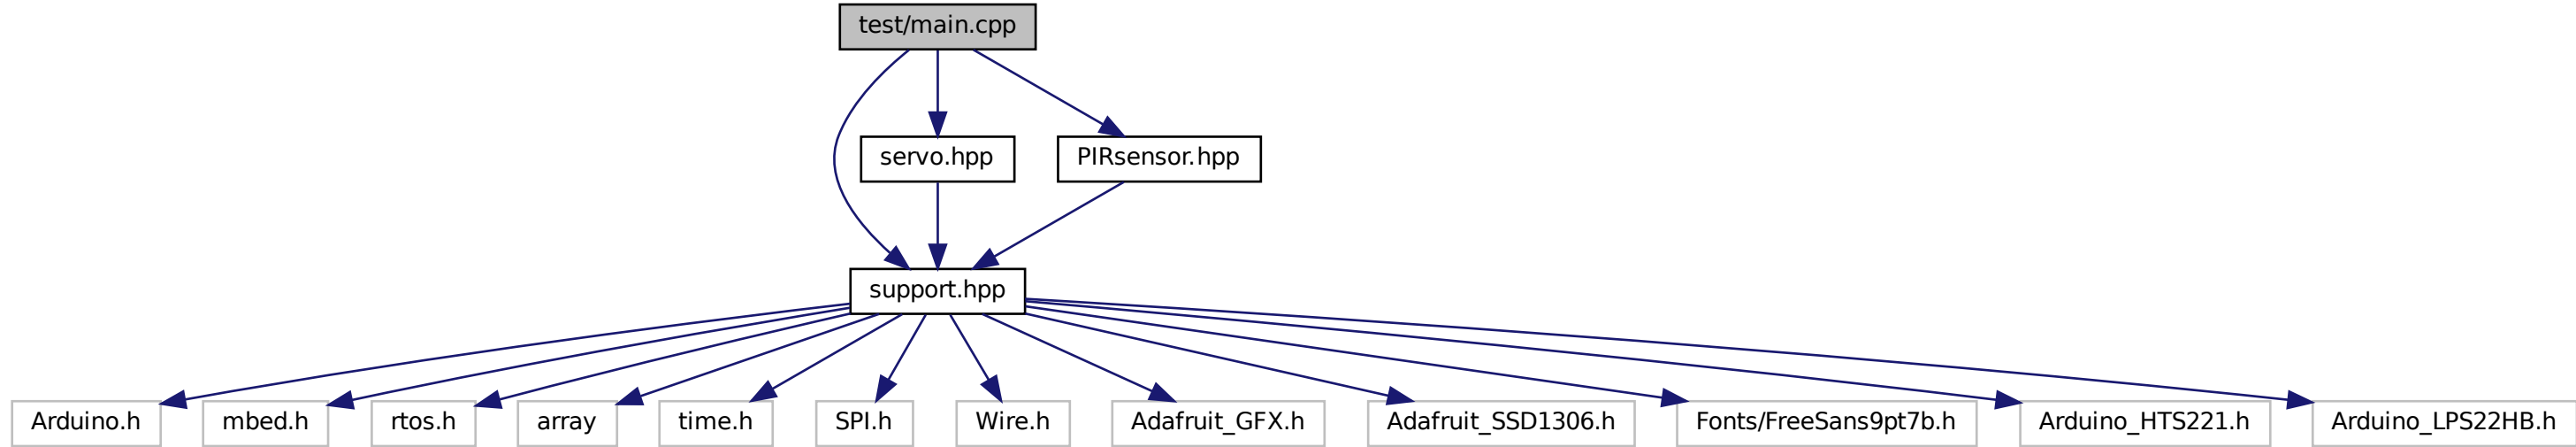 test/main.cpp
servo.hpp
PIRsensor.hpp
support.hpp
Arduino.h
mbed.h
rtos.h
array
time.h
SPI.h
Wire.h
Adafruit_GFX.h
Adafruit_SSD1306.h
Fonts/FreeSans9pt7b.h
Arduino_HTS221.h
Arduino_LPS22HB.h